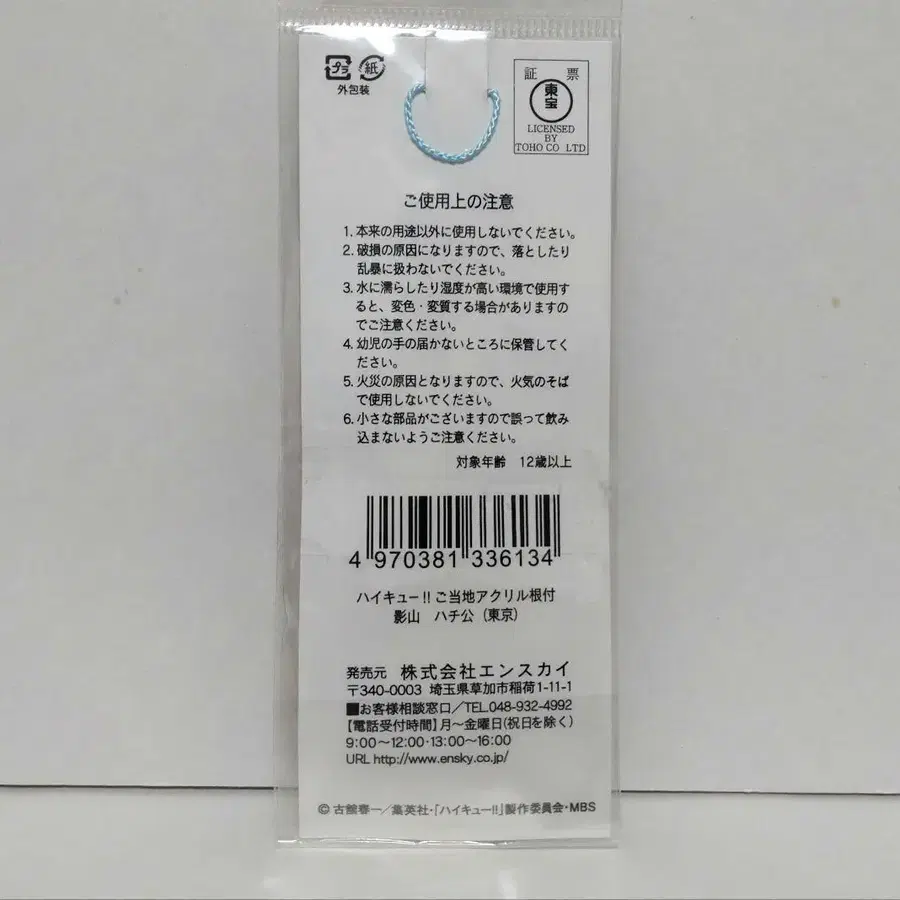 プラ 紙
外包装
証 票
東宝
LICENSED
BY
TOHO CO LTD
ご使用上の注意
1. 本来の用途以外に使用しないでください。
2. 破損の原因になりますので、落としたり
乱暴に扱わないでください。
3. 水に濡らしたり湿度が高い環境で使用す
ると、変色・変質する場合がありますの
でご注意ください。
4. 幼児の手の届かないところに保管してく
ださい。
5. 火災の原因となりますので、火気のそば
で使用しないでください。
6. 小さな部品がございますので誤って飲み
込まないようご注意ください。
対象年齢 12歳以上
4 970381 336134
ハイキュー!! ご当地アクリル根付
影山 ハチ公（東京）
発売元 株式会社エンスカイ
〒340-0003 埼玉県草加市稲荷1-11-1
■お客様相談窓口／TEL.048-932-4992
【電話受付時間】月～金曜日(祝日を除く)
9:00～12:00・13:00～16:00
URL http://www.ensky.co.jp/
© 古舘春一／集英社・「ハイキュー!!」製作委員会・MBS